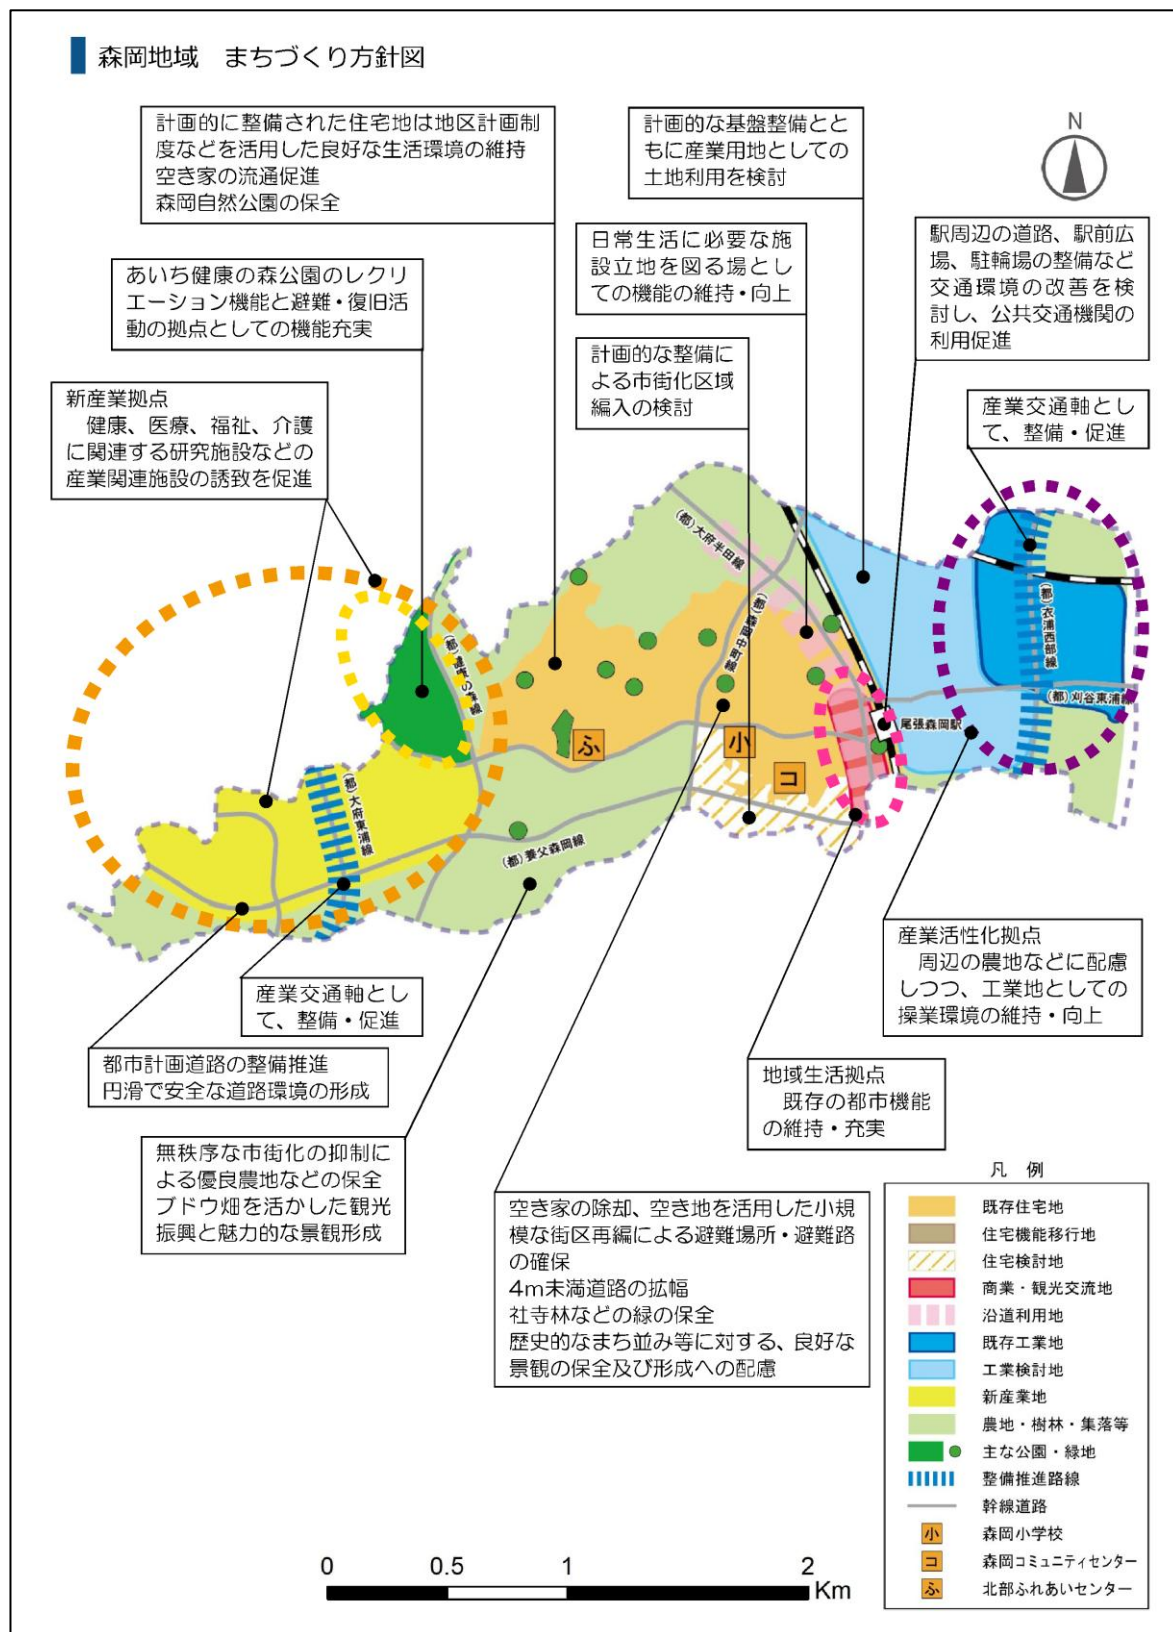 森岡地域　まちづくり方針図
計画的に整備された住宅地は地区計画制
度などを活用した良好な生活環境の維持
空き家の流通促進
森岡自然公園の保全
計画的な基盤整備とと
もに産業用地としての
土地利用を検討
N
日常生活に必要な施
設立地を図る場とし
ての機能の維持・向上
駅周辺の道路、駅前広
場、駐輪場の整備など
交通環境の改善を検
討し、公共交通機関の
利用促進
あいち健康の森公園のレクリ
エーション機能と避難・復旧活
動の拠点としての機能充実
計画的な整備に
よる市街化区域
編入の検討
新産業拠点
　健康、医療、福祉、介護
に関連する研究施設などの
産業関連施設の誘致を促進
産業交通軸とし
て、整備・促進
(都)大府半田線
(都)森岡中町線
(都)健康の森線
(都)衣浦西部線
(都)刈谷東浦線
尾張森岡駅
ふ
小
コ
(都)大府東浦線
(都)養父森岡線
産業活性化拠点
　周辺の農地などに配慮
しつつ、工業地としての
操業環境の維持・向上
産業交通軸とし
て、整備・促進
都市計画道路の整備推進
円滑で安全な道路環境の形成
地域生活拠点
　既存の都市機能
の維持・充実
無秩序な市街化の抑制に
よる優良農地などの保全
ブドウ畑を活かした観光
振興と魅力的な景観形成
空き家の除却、空き地を活用した小規
模な街区再編による避難場所・避難路
の確保
4m未満道路の拡幅
社寺林などの緑の保全
歴史的なまち並み等に対する、良好な
景観の保全及び形成への配慮
凡　例
既存住宅地
住宅機能移行地
住宅検討地
商業・観光交流地
沿道利用地
既存工業地
工業検討地
新産業地
農地・樹林・集落等
主な公園・緑地
整備推進路線
幹線道路
小 森岡小学校
コ 森岡コミュニティセンター
ふ 北部ふれあいセンター
0 0.5 1 2
Km